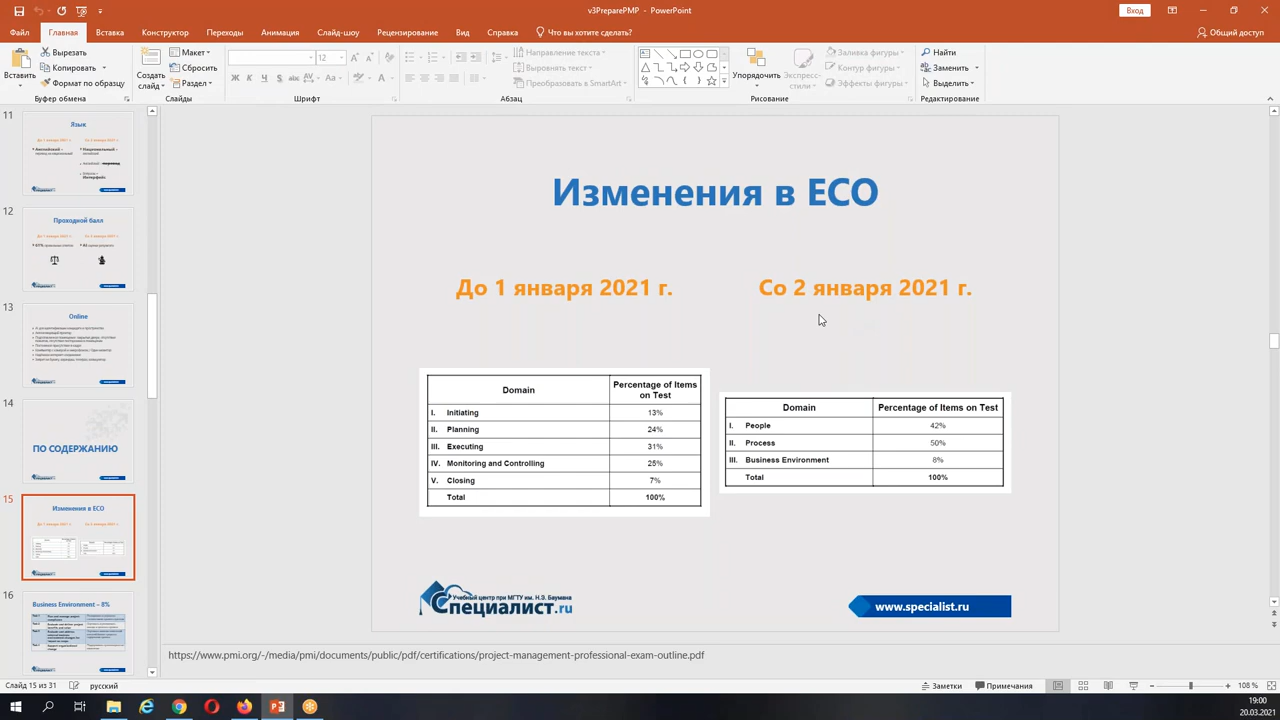 v3PreparePMP - PowerPoint
Вход
Файл Главная Вставка Конструктор Переходы Анимация Слайд-шоу Рецензирование Вид Справка Что вы хотите сделать? Общий доступ
Вставить
Вырезать
Копировать
Формат по образцу
Буфер обмена
Создать слайд
Макет
Сбросить
Раздел
Слайды
12
Шрифт
Направление текста
Выровнять текст
Преобразовать в SmartArt
Абзац
Упорядочить
Экспресс-стили
Заливка фигуры
Контур фигуры
Эффекты фигуры
Рисование
Найти
Заменить
Выделить
Редактирование
11
Язык
12
Проходной балл
13
Online
14
ПО СОДЕРЖАНИЮ
15
Изменения в ECO
16
Business Environment – 8%
Изменения в ECO
До 1 января 2021 г.
Со 2 января 2021 г.
Domain Percentage of Items on Test
I. Initiating 13%
II. Planning 24%
III. Executing 31%
IV. Monitoring and Controlling 25%
V. Closing 7%
Total 100%
Domain Percentage of Items on Test
I. People 42%
II. Process 50%
III. Business Environment 8%
Total 100%
Учебный центр при МГТУ им. Н.Э. Баумана
Специалист.ru
www.specialist.ru
https://www.pmi.org/-/media/pmi/documents/public/pdf/certifications/project-management-professional-exam-outline.pdf
Слайд 15 из 31 русский Заметки Примечания 108 %
19:00
20.03.2021